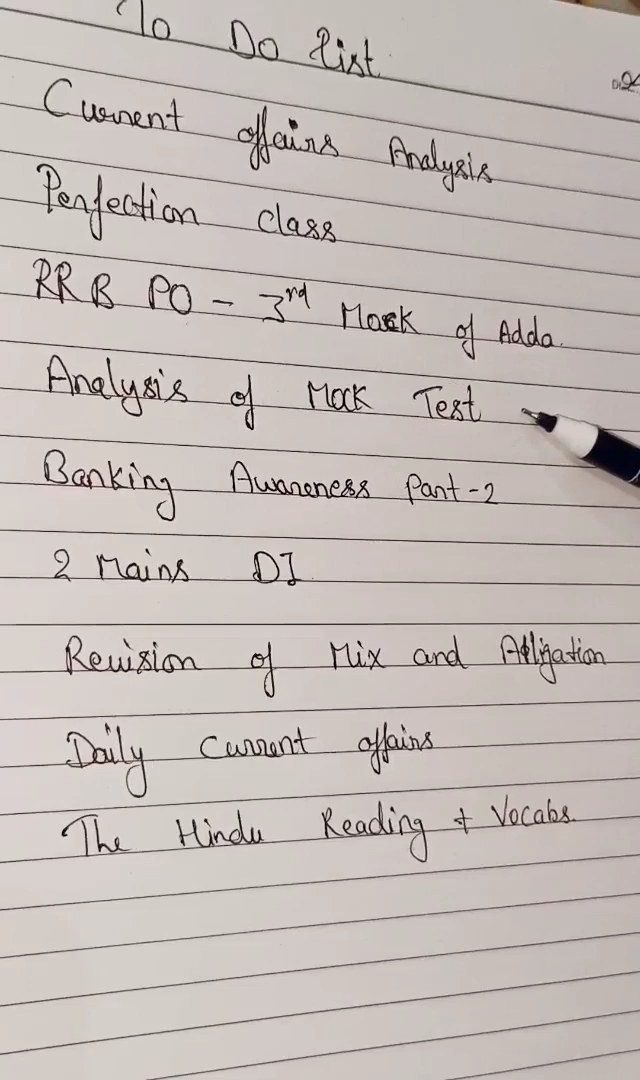 To Do List
Current affairs Analysis
Perfection class
RRB PO - 3rd Mock of Adda.
Analysis of Mock Test
Banking Awareness Part-2
2 Mains DI
Revision of Mix and Alligation
Daily Current affairs
The Hindu Reading + Vocabs.